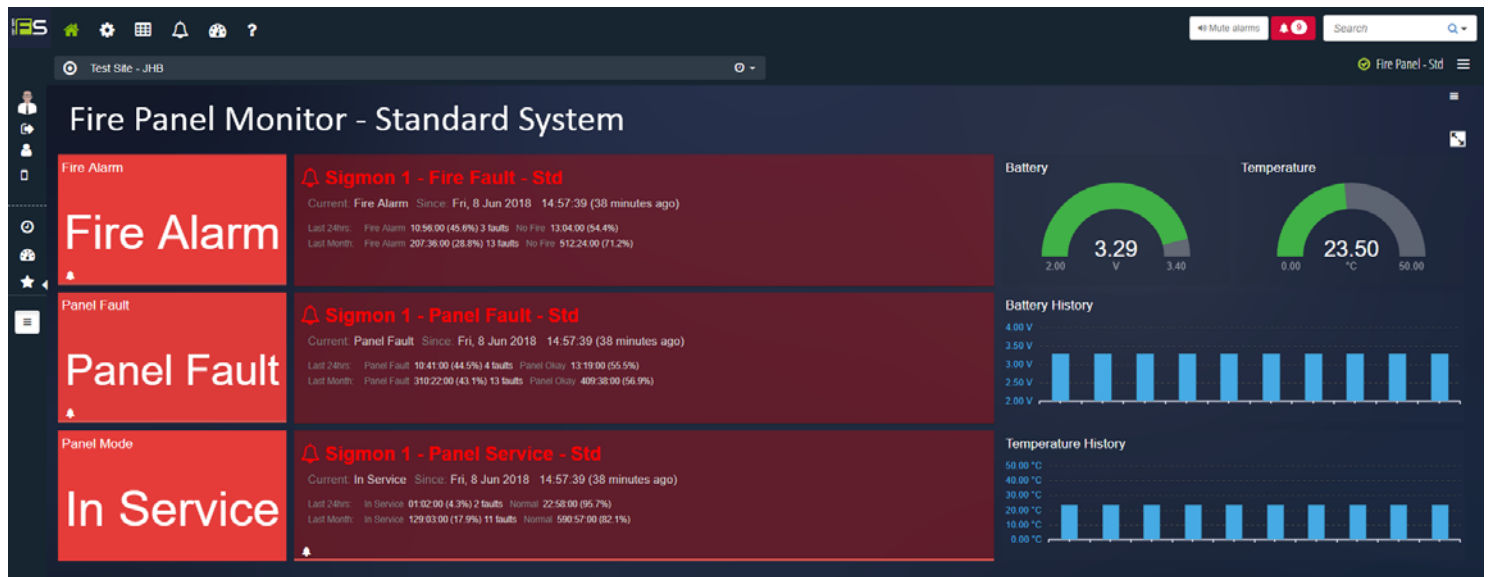 FS
?
Mute alarms
9
Search
Test Site - JHB
Fire Panel - Std
Fire Panel Monitor - Standard System
Fire Alarm
Fire Alarm
Sigmon 1 - Fire Fault - Std
Current: Fire Alarm Since: Fri, 8 Jun 2018 14:57:39 (38 minutes ago)
Last 24hrs: Fire Alarm 10:56:00 (45.6%) 3 faults No Fire 13:04:00 (54.4%)
Last Month: Fire Alarm 207:36:00 (28.8%) 13 faults No Fire 512:24:00 (71.2%)
Panel Fault
Panel Fault
Sigmon 1 - Panel Fault - Std
Current: Panel Fault Since: Fri, 8 Jun 2018 14:57:39 (38 minutes ago)
Last 24hrs: Panel Fault 10:41:00 (44.5%) 4 faults Panel Okay 13:19:00 (55.5%)
Last Month: Panel Fault 310:22:00 (43.1%) 13 faults Panel Okay 409:38:00 (56.9%)
Panel Mode
In Service
Sigmon 1 - Panel Service - Std
Current: In Service Since: Fri, 8 Jun 2018 14:57:39 (38 minutes ago)
Last 24hrs: In Service 01:02:00 (4.3%) 2 faults Normal 22:58:00 (95.7%)
Last Month: In Service 129:03:00 (17.9%) 11 faults Normal 590:57:00 (82.1%)
Battery
3.29
2.00 V 3.40
Temperature
23.50
0.00 °C 50.00
Battery History
4.00 V
3.50 V
3.00 V
2.50 V
2.00 V
Temperature History
50.00 °C
40.00 °C
30.00 °C
20.00 °C
10.00 °C
0.00 °C